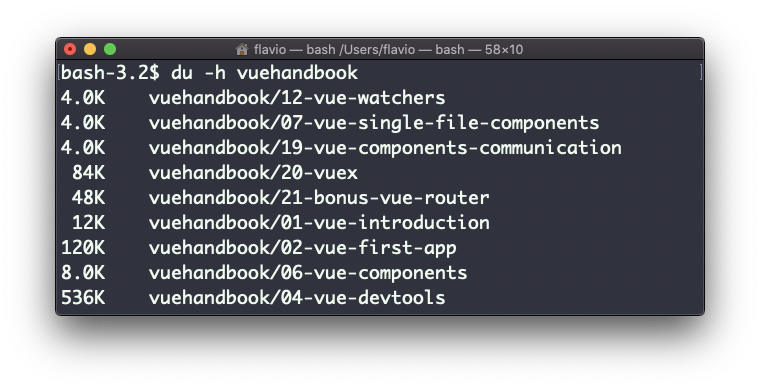 flavio — bash /Users/flavio — bash — 58×10
bash-3.2$ du -h vuehandbook
4.0K    vuehandbook/12-vue-watchers
4.0K    vuehandbook/07-vue-single-file-components
4.0K    vuehandbook/19-vue-components-communication
 84K    vuehandbook/20-vuex
 48K    vuehandbook/21-bonus-vue-router
 12K    vuehandbook/01-vue-introduction
120K    vuehandbook/02-vue-first-app
8.0K    vuehandbook/06-vue-components
536K    vuehandbook/04-vue-devtools